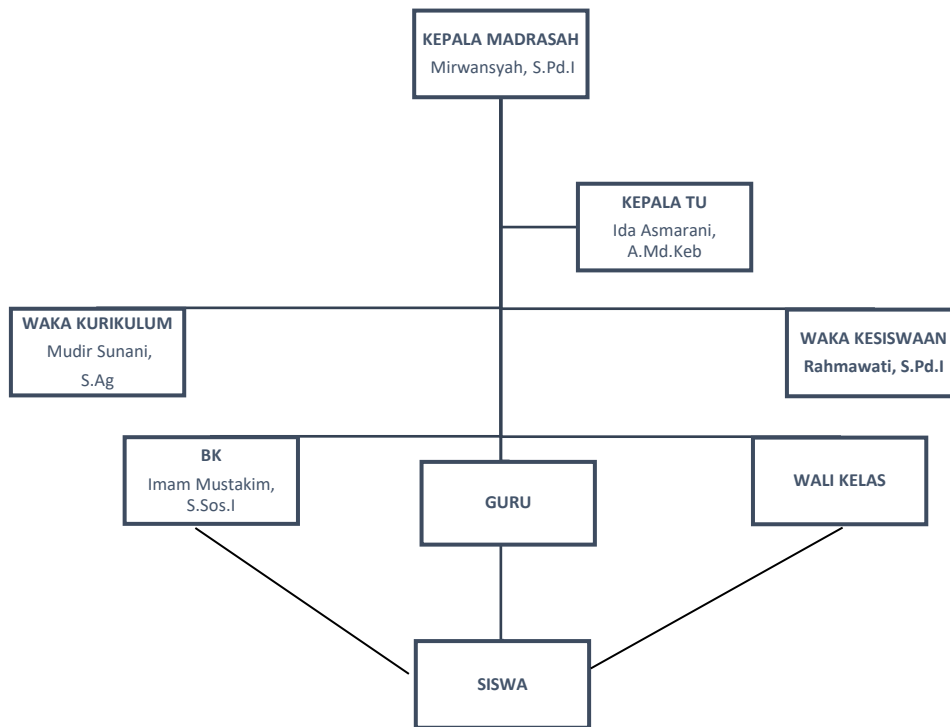 KEPALA MADRASAH
Mirwansyah, S.Pd.I
KEPALA TU
Ida Asmarani,
A.Md.Keb
WAKA KURIKULUM
Mudir Sunani,
S.Ag
WAKA KESISWAAN
Rahmawati, S.Pd.I
BK
Imam Mustakim,
S.Sos.I
GURU
WALI KELAS
SISWA